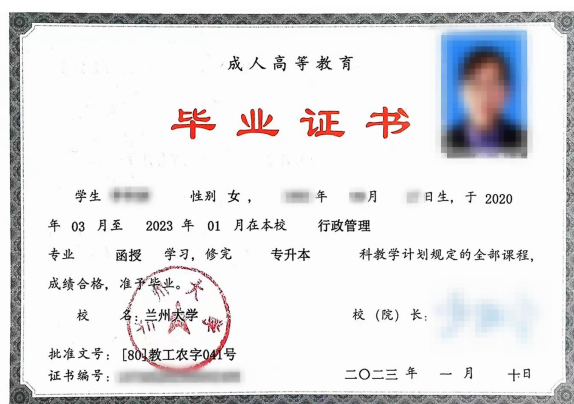 成人高等教育
毕业证书
学生 性别 女， 年 月 日生，于 2020
年 03 月至 2023 年 01 月在本校 行政管理
专业 函授 学习，修完 专升本 科教学计划规定的全部课程，
成绩合格，准予毕业。
校 名：兰州大学 校（院）长：
批准文号：[80]教工农字041号
证书编号： 二〇二三 年 一 月 十日
兰州大学